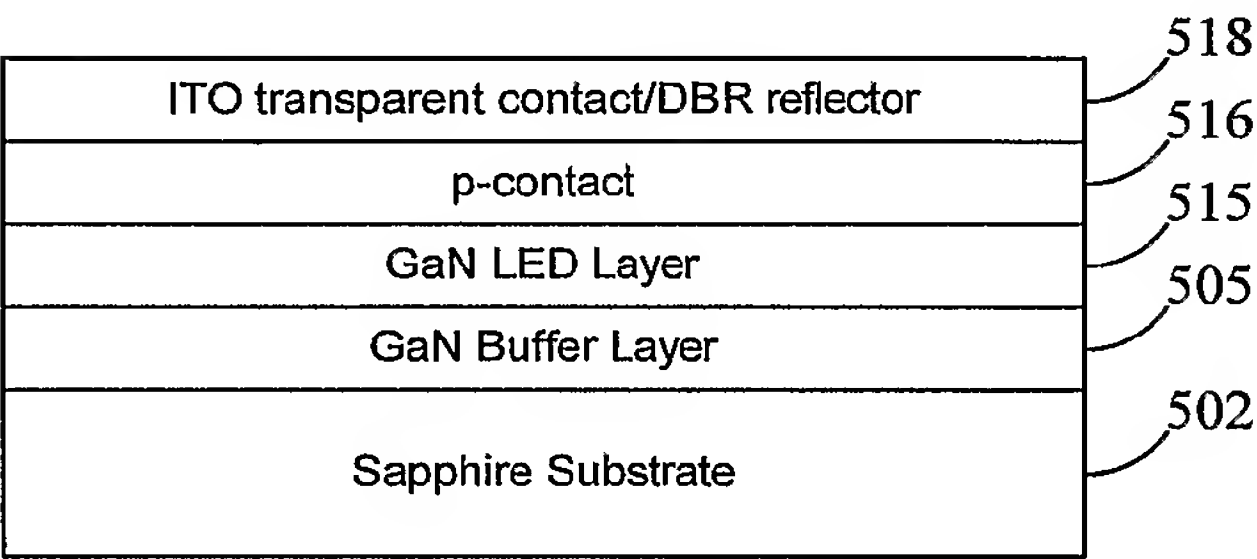 518
ITO transparent contact/DBR reflector
516
p-contact
515
GaN LED Layer
505
GaN Buffer Layer
502
Sapphire Substrate